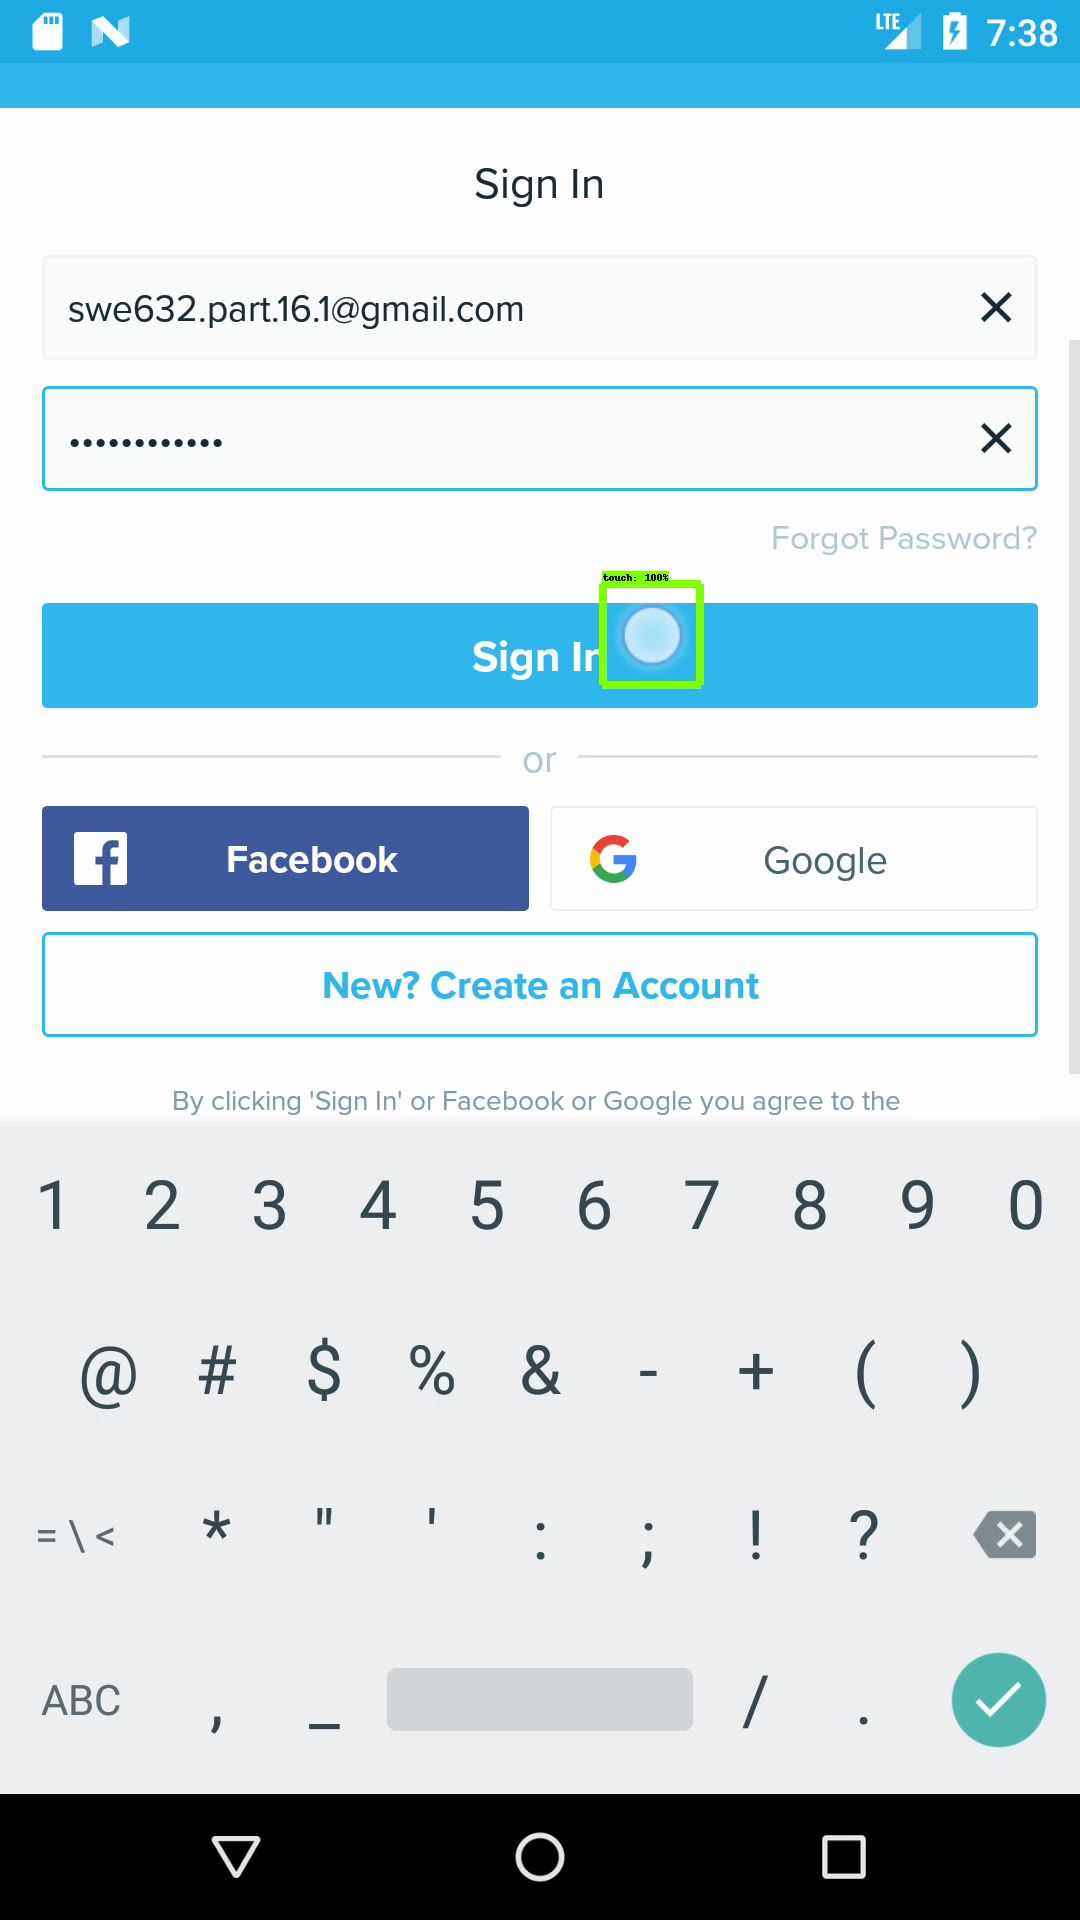 LTE 7:38
Sign In
swe632.part.16.1@gmail.com
••••••••••••
Forgot Password?
touch: 100%
Sign In
or
Facebook
Google
New? Create an Account
By clicking 'Sign In' or Facebook or Google you agree to the
1 2 3 4 5 6 7 8 9 0
@ # $ % & - + ( )
= \ < * " ' : ; ! ?
ABC , _ / .